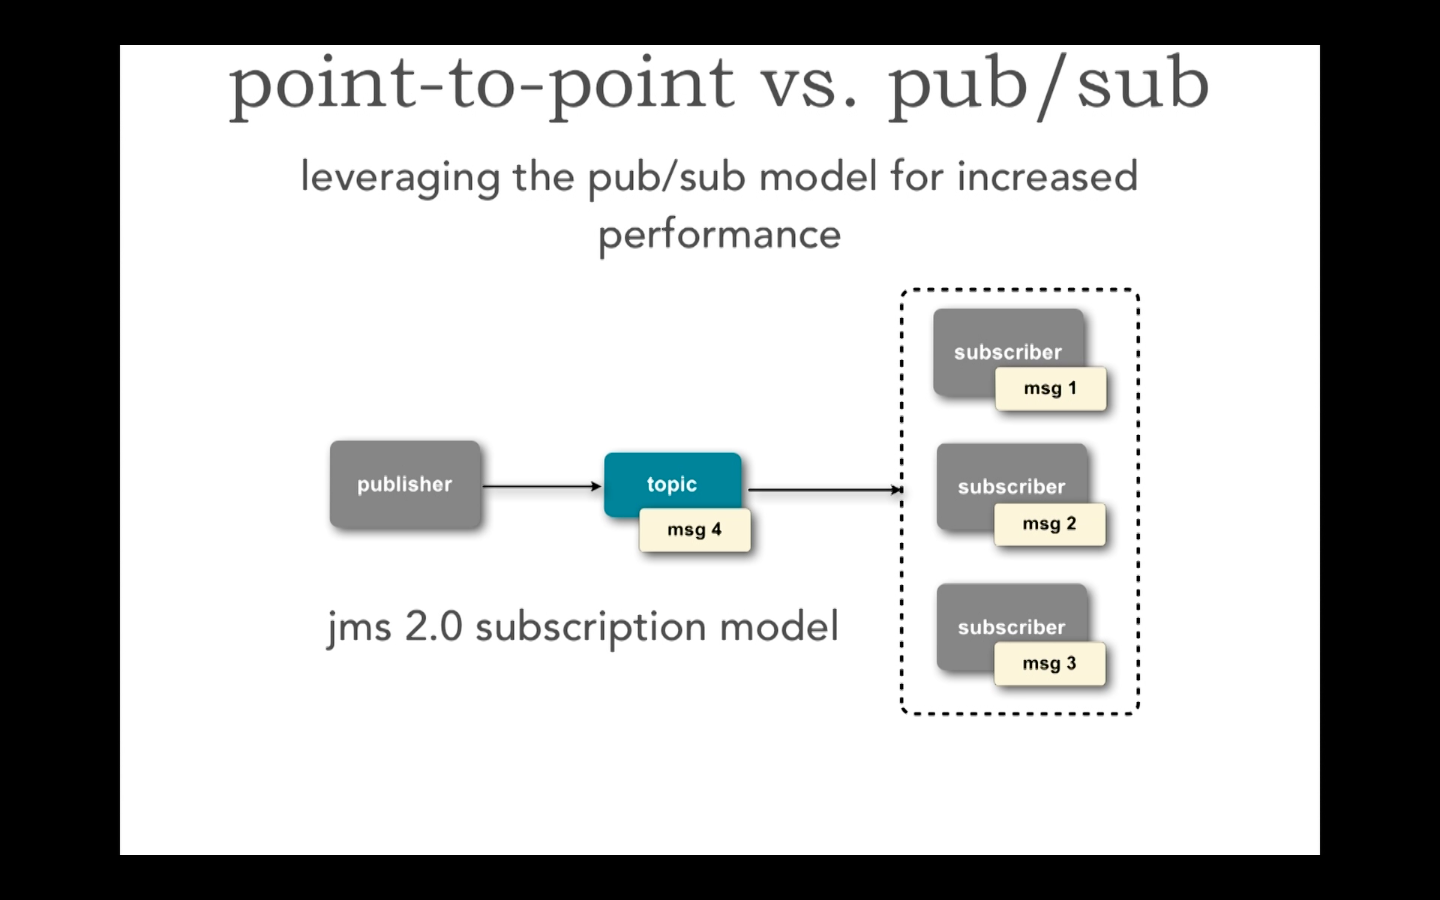 point-to-point vs. pub/sub
leveraging the pub/sub model for increased
performance
subscriber
msg 1
publisher
topic
msg 4
subscriber
msg 2
jms 2.0 subscription model
subscriber
msg 3